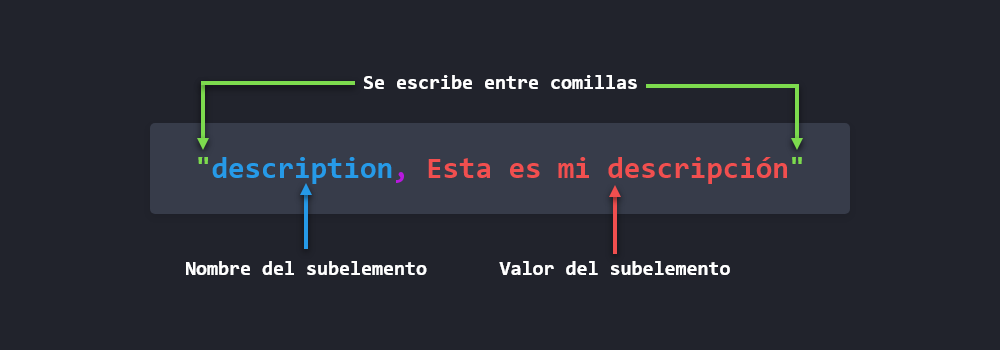 Se escribe entre comillas
"description, Esta es mi descripción"
Nombre del subelemento
Valor del subelemento